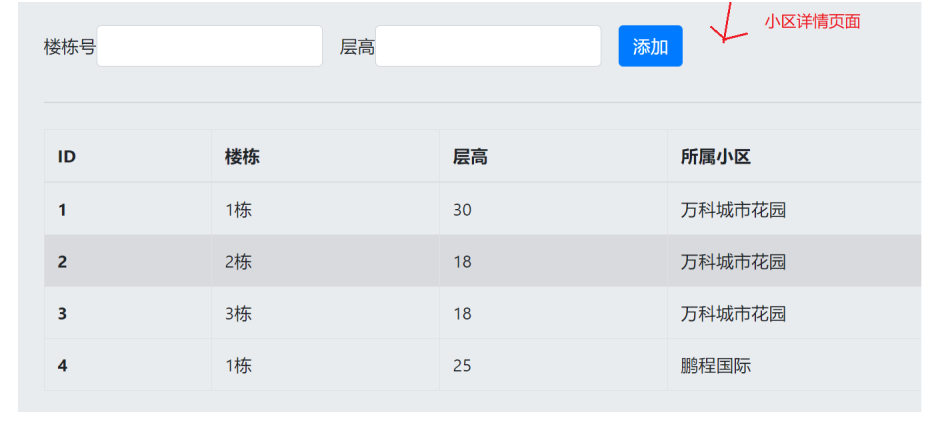 小区详情页面
楼栋号 层高 添加
ID 楼栋 层高 所属小区
1 1栋 30 万科城市花园
2 2栋 18 万科城市花园
3 3栋 18 万科城市花园
4 1栋 25 鹏程国际